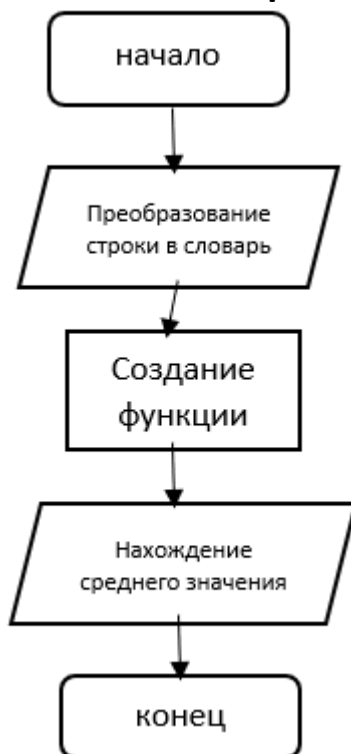 начало
Преобразование
строки в словарь
Создание
функции
Нахождение
среднего значения
конец